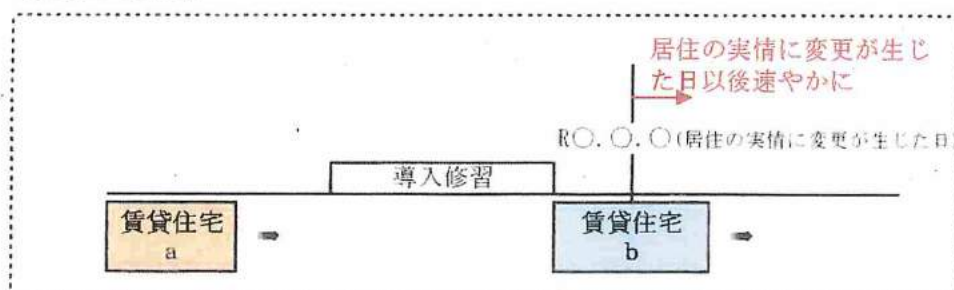 居住の実情に変更が生じ
た日以後速やかに
R○.○.○(居住の実情に変更が生じた日
導入修習
賃貸住宅
a
賃貸住宅
b